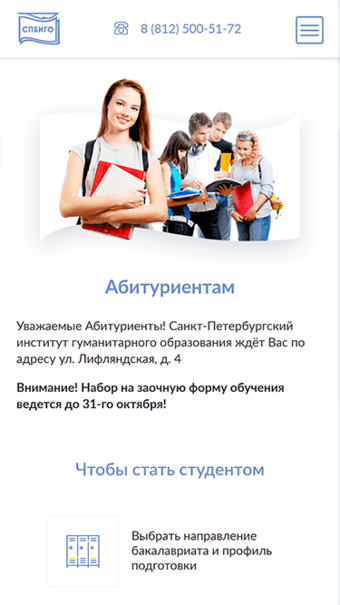 СПБИГО
8 (812) 500-51-72
Абитуриентам
Уважаемые Абитуриенты! Санкт-Петербургский
институт гуманитарного образования ждёт Вас по
адресу ул. Лифляндская, д. 4
Внимание! Набор на заочную форму обучения
ведется до 31-го октября!
Чтобы стать студентом
Выбрать направление
бакалавриата и профиль
подготовки